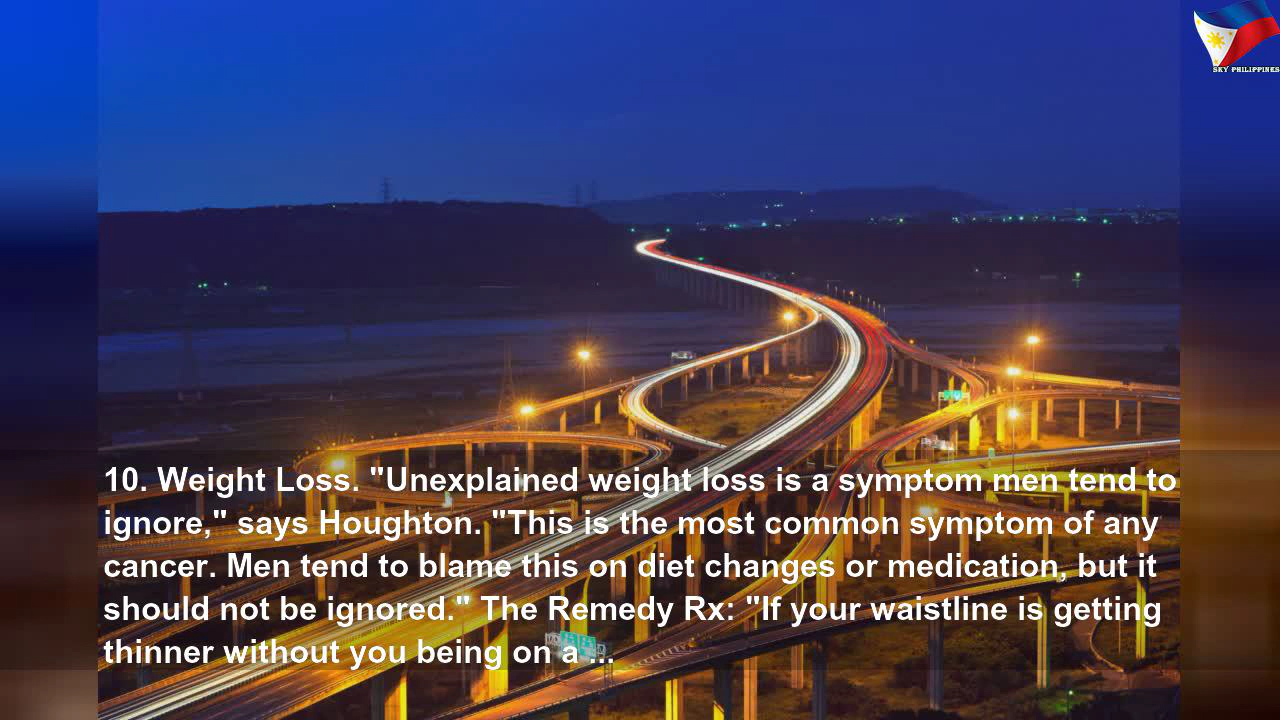 SKY PHILIPPINES
10. Weight Loss. "Unexplained weight loss is a symptom men tend to
ignore," says Houghton. "This is the most common symptom of any
cancer. Men tend to blame this on diet changes or medication, but it
should not be ignored." The Remedy Rx: "If your waistline is getting
thinner without you being on a ...